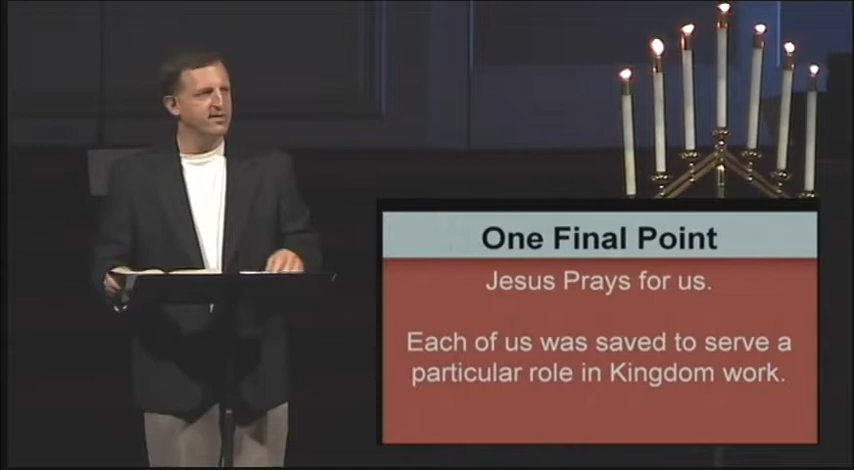 One Final Point
Jesus Prays for us.
Each of us was saved to serve a
particular role in Kingdom work.